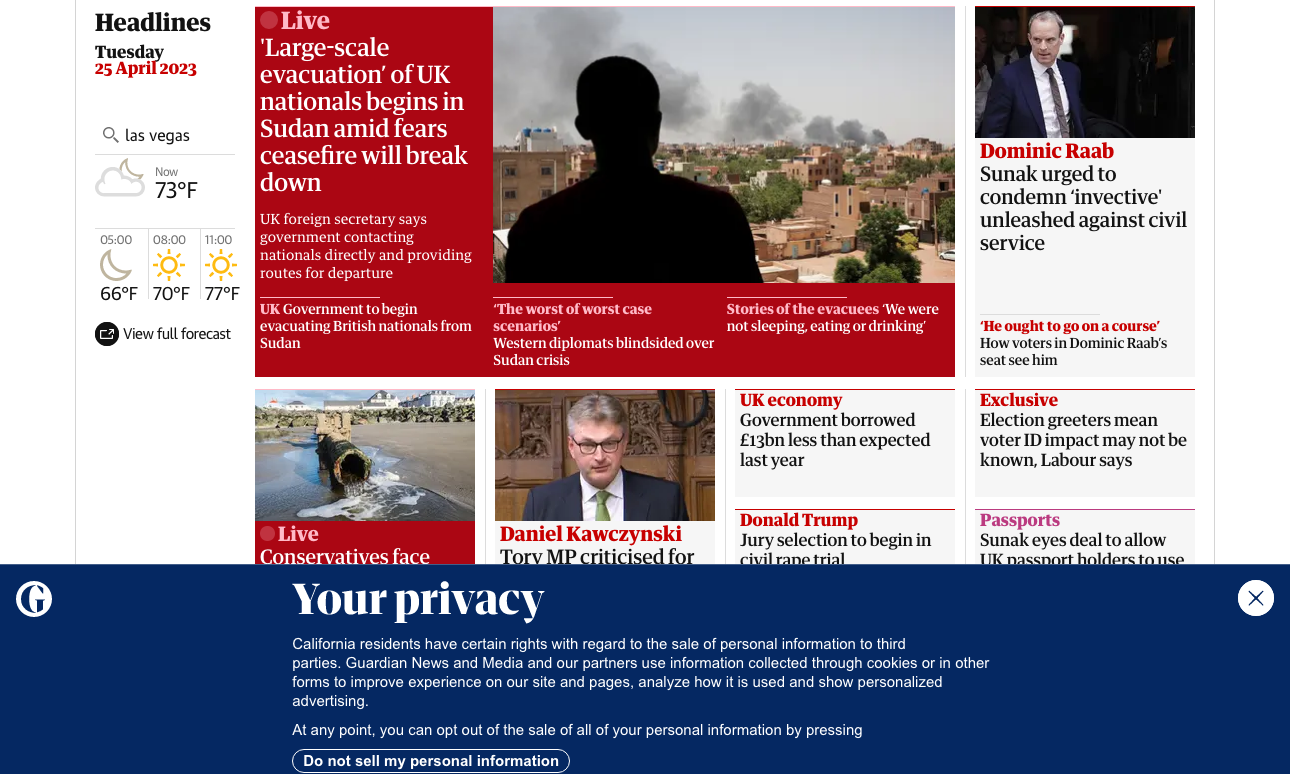 Headlines
Tuesday
25 April 2023
las vegas
Now
73°F
05:00
66°F
08:00
70°F
11:00
77°F
View full forecast
Live
'Large-scale
evacuation’ of UK
nationals begins in
Sudan amid fears
ceasefire will break
down
UK foreign secretary says
government contacting
nationals directly and providing
routes for departure
UK Government to begin
evacuating British nationals from
Sudan
‘The worst of worst case
scenarios’
Western diplomats blindsided over
Sudan crisis
Stories of the evacuees ‘We were
not sleeping, eating or drinking’
Dominic Raab
Sunak urged to
condemn ‘invective'
unleashed against civil
service
‘He ought to go on a course’
How voters in Dominic Raab’s
seat see him
Live
Conservatives face
Daniel Kawczynski
Tory MP criticised for
UK economy
Government borrowed
£13bn less than expected
last year
Donald Trump
Jury selection to begin in
civil rape trial
Exclusive
Election greeters mean
voter ID impact may not be
known, Labour says
Passports
Sunak eyes deal to allow
UK passport holders to use
Your privacy
California residents have certain rights with regard to the sale of personal information to third
parties. Guardian News and Media and our partners use information collected through cookies or in other
forms to improve experience on our site and pages, analyze how it is used and show personalized
advertising.
At any point, you can opt out of the sale of all of your personal information by pressing
Do not sell my personal information